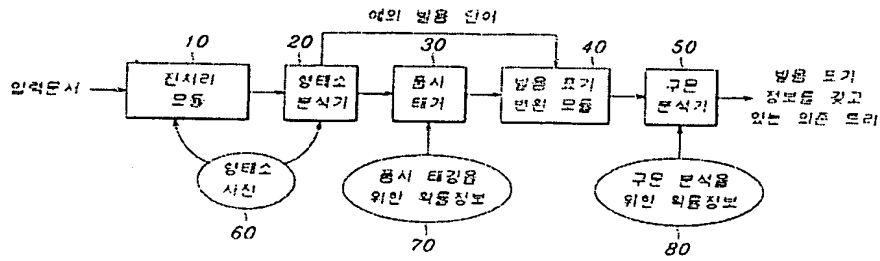 예외 발음 단어
10
20
30
40
50
입력문서
전처리
모듈
형태소
분석기
품사
태거
발음 표기
변환 모듈
구문
분석기
발음 표기
정보를 갖고
있는 의존 트리
형태소
사전
품사 태깅을
위한 확률정보
구문 분석을
위한 확률정보
60
70
80